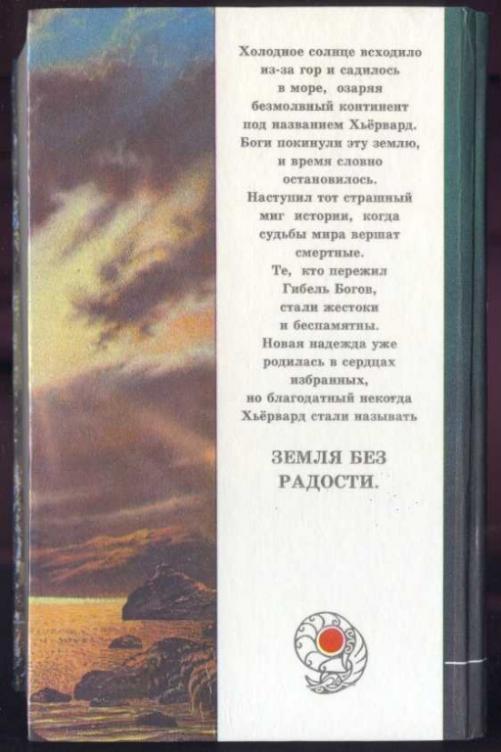 Холодное солнце всходило
из-за гор и садилось
в море, озаряя
безмолвный континент
под названием Хьёрвард.
Боги покинули эту землю,
и время словно
остановилось.
Наступил тот страшный
миг истории, когда
судьбы мира вершат
смертные.
Те, кто пережил
Гибель Богов,
стали жестоки
и беспамятны.
Новая надежда уже
родилась в сердцах
избранных,
но благодатный некогда
Хьёрвард стали называть
ЗЕМЛЯ БЕЗ
РАДОСТИ.